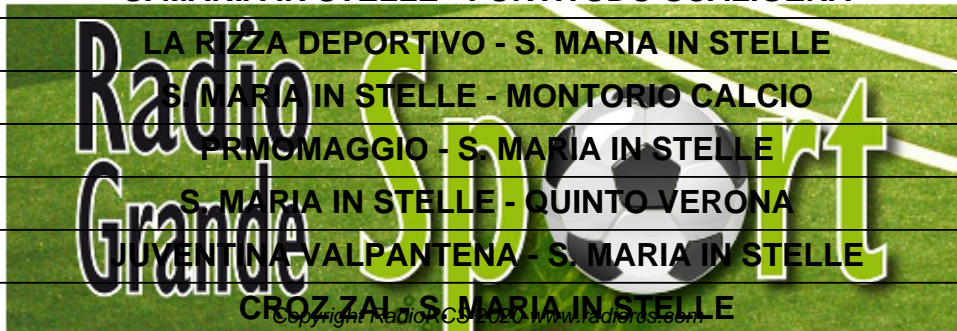 LA RIZZA DEPORTIVO - S. MARIA IN STELLE
S. MARIA IN STELLE - MONTORIO CALCIO
PRMOMAGGIO - S. MARIA IN STELLE
S. MARIA IN STELLE - QUINTO VERONA
JUVENTINA VALPANTENA - S. MARIA IN STELLE
CROZ ZAI - S. MARIA IN STELLE
Copyright RadioRCS 2020 www.radiorcs.com
Radio
Grande
Sport